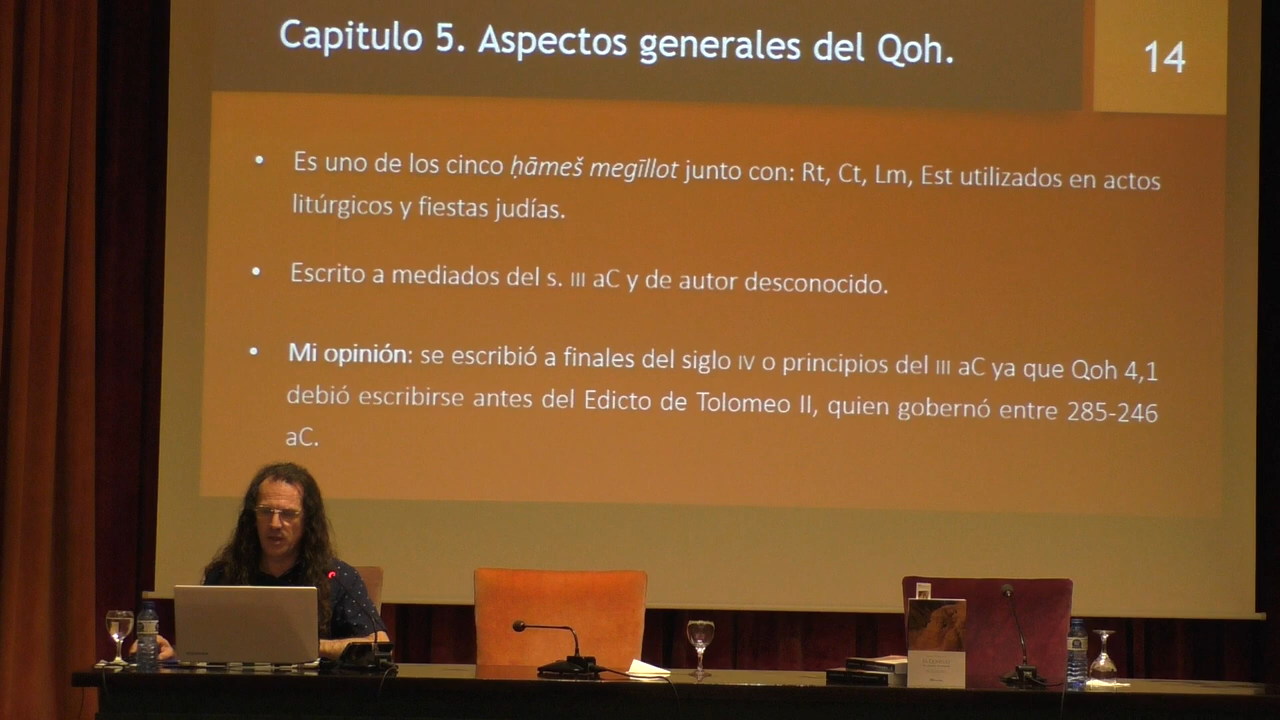 Capitulo 5. Aspectos generales del Qoh.
14
• Es uno de los cinco ḥāmeš megīllot junto con: Rt, Ct, Lm, Est utilizados en actos
litúrgicos y fiestas judías.
• Escrito a mediados del s. III aC y de autor desconocido.
• Mi opinión: se escribió a finales del siglo IV o principios del III aC ya que Qoh 4,1
debió escribirse antes del Edicto de Tolomeo II, quien gobernó entre 285-246
aC.